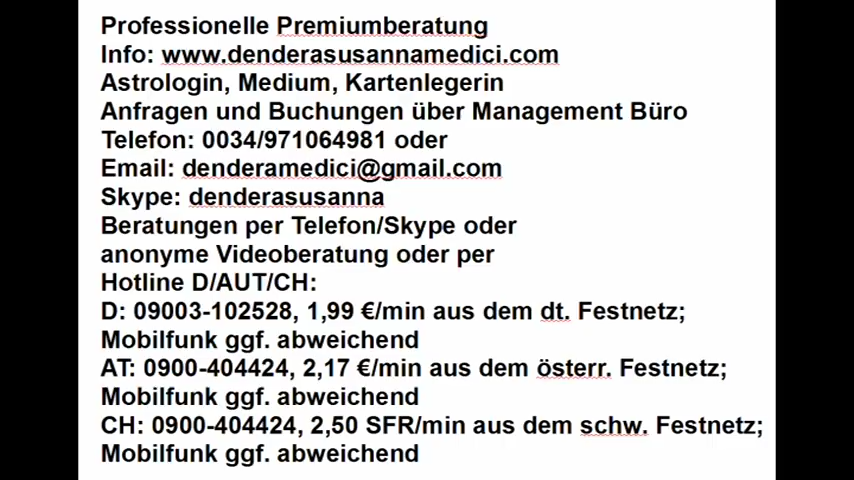 Professionelle Premiumberatung
Info: www.denderasusannamedici.com
Astrologin, Medium, Kartenlegerin
Anfragen und Buchungen über Management Büro
Telefon: 0034/971064981 oder
Email: denderamedici@gmail.com
Skype: denderasusanna
Beratungen per Telefon/Skype oder
anonyme Videoberatung oder per
Hotline D/AUT/CH:
D: 09003-102528, 1,99 €/min aus dem dt. Festnetz;
Mobilfunk ggf. abweichend
AT: 0900-404424, 2,17 €/min aus dem österr. Festnetz;
Mobilfunk ggf. abweichend
CH: 0900-404424, 2,50 SFR/min aus dem schw. Festnetz;
Mobilfunk ggf. abweichend